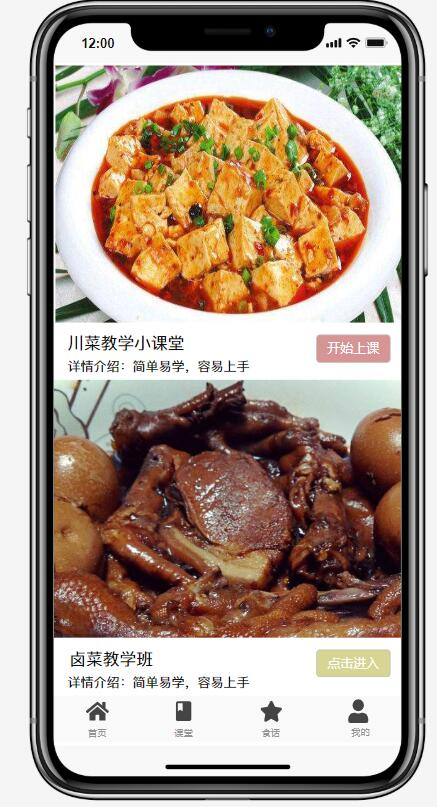 12:00
川菜教学小课堂
开始上课
详情介绍：简单易学，容易上手
卤菜教学班
点击进入
详情介绍：简单易学，容易上手
首页 课堂 食话 我的